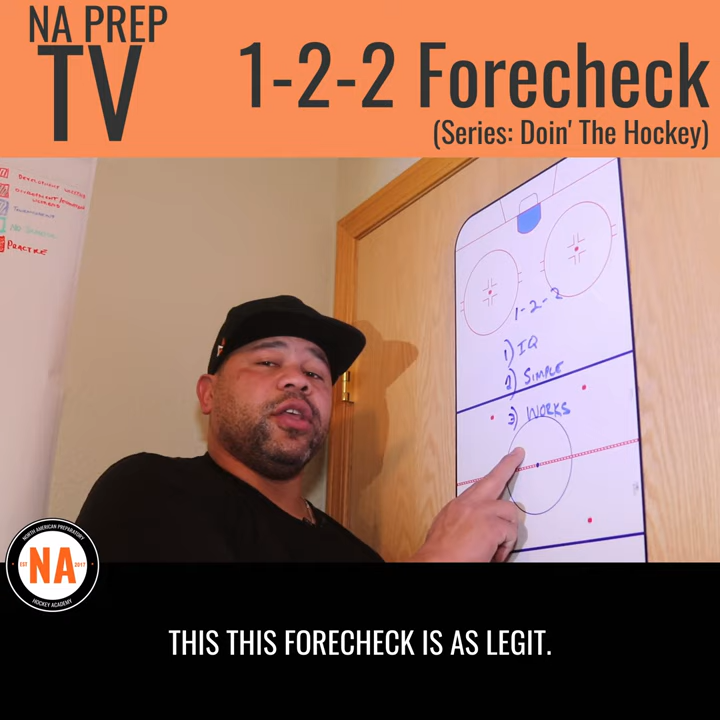 NA PREP
TV
1-2-2 Forecheck
(Series: Doin' The Hockey)
PRACTICE
1-2-2
1) IQ
2) SIMPLE
3) WORKS
NORTH AMERICAN PREPARATORY
EST NA 2017
HOCKEY ACADEMY
THIS THIS FORECHECK IS AS LEGIT.